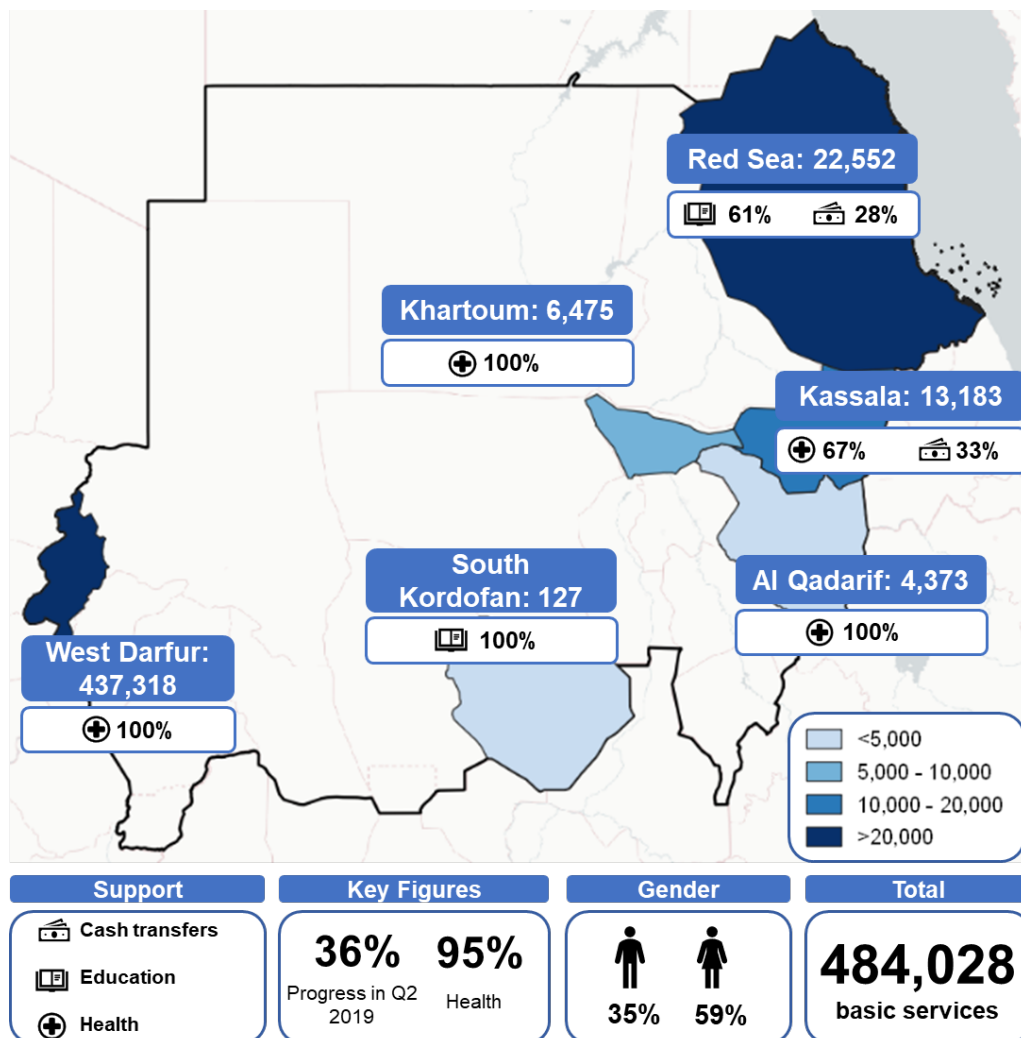 Red Sea: 22,552
61% 28%
Khartoum: 6,475
100%
Kassala: 13,183
67% 33%
South
Kordofan: 127
100%
Al Qadarif: 4,373
100%
West Darfur:
437,318
100%
<5,000
5,000 - 10,000
10,000 - 20,000
>20,000
Support
Cash transfers
Education
Health
Key Figures
36% 95%
Progress in Q2
2019
Health
Gender
35% 59%
Total
484,028
basic services